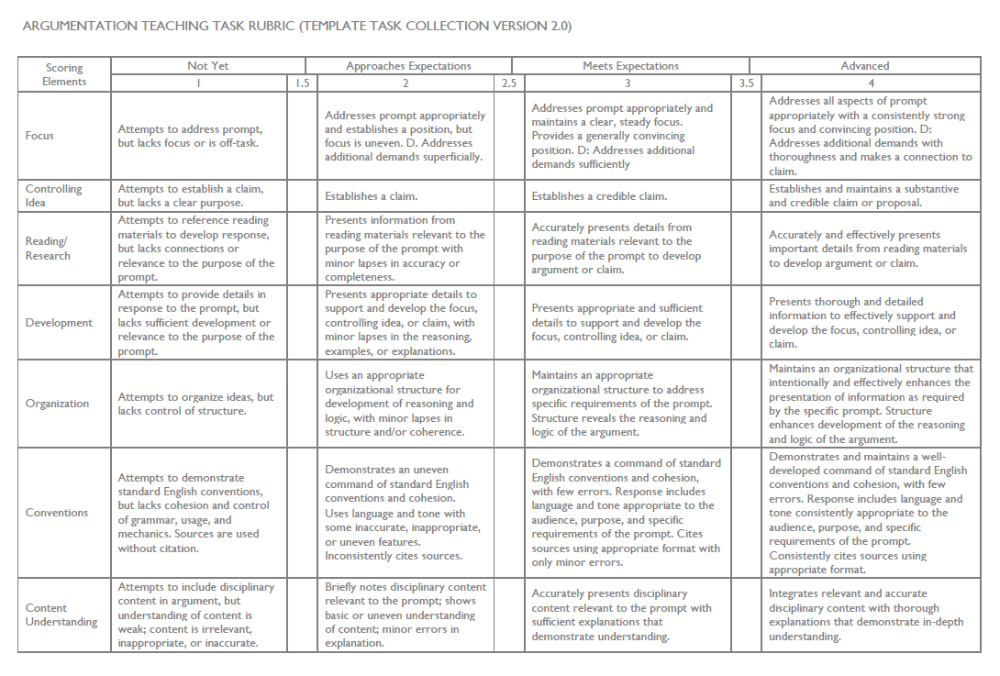 ARGUMENTATION TEACHING TASK RUBRIC (TEMPLATE TASK COLLECTION VERSION 2.0)
Scoring
Elements
Not Yet
Approaches Expectations
Meets Expectations
Advanced
1
1.5
2
2.5
3
3.5
4
Focus
Attempts to address prompt,
but lacks focus or is off-task.
Addresses prompt appropriately
and establishes a position, but
focus is uneven. D. Addresses
additional demands superficially.
Addresses prompt appropriately and
maintains a clear, steady focus.
Provides a generally convincing
position. D: Addresses additional
demands sufficiently
Addresses all aspects of prompt
appropriately with a consistently strong
focus and convincing position. D:
Addresses additional demands with
thoroughness and makes a connection to
claim.
Controlling
Idea
Attempts to establish a claim,
but lacks a clear purpose.
Establishes a claim.
Establishes a credible claim.
Establishes and maintains a substantive
and credible claim or proposal.
Reading/
Research
Attempts to reference reading
materials to develop response,
but lacks connections or
relevance to the purpose of the
prompt.
Presents information from
reading materials relevant to the
purpose of the prompt with
minor lapses in accuracy or
completeness.
Accurately presents details from
reading materials relevant to the
purpose of the prompt to develop
argument or claim.
Accurately and effectively presents
important details from reading materials
to develop argument or claim.
Development
Attempts to provide details in
response to the prompt, but
lacks sufficient development or
relevance to the purpose of the
prompt.
Presents appropriate details to
support and develop the focus,
controlling idea, or claim, with
minor lapses in the reasoning,
examples, or explanations.
Presents appropriate and sufficient
details to support and develop the
focus, controlling idea, or claim.
Presents thorough and detailed
information to effectively support and
develop the focus, controlling idea, or
claim.
Organization
Attempts to organize ideas, but
lacks control of structure.
Uses an appropriate
organizational structure for
development of reasoning and
logic, with minor lapses in
structure and/or coherence.
Maintains an appropriate
organizational structure to address
specific requirements of the prompt.
Structure reveals the reasoning and
logic of the argument.
Maintains an organizational structure that
intentionally and effectively enhances the
presentation of information as required
by the specific prompt. Structure
enhances development of the reasoning
and logic of the argument.
Conventions
Attempts to demonstrate
standard English conventions,
but lacks cohesion and control
of grammar, usage, and
mechanics. Sources are used
without citation.
Demonstrates an uneven
command of standard English
conventions and cohesion.
Uses language and tone with
some inaccurate, inappropriate,
or uneven features.
Inconsistently cites sources.
Demonstrates a command of standard
English conventions and cohesion,
with few errors. Response includes
language and tone appropriate to the
audience, purpose, and specific
requirements of the prompt. Cites
sources using appropriate format with
only minor errors.
Demonstrates and maintains a well-
developed command of standard English
conventions and cohesion, with few
errors. Response includes language and
tone consistently appropriate to the
audience, purpose, and specific
requirements of the prompt.
Consistently cites sources using
appropriate format.
Content
Understanding
Attempts to include disciplinary
content in argument, but
understanding of content is
weak; content is irrelevant,
inappropriate, or inaccurate.
Briefly notes disciplinary content
relevant to the prompt; shows
basic or uneven understanding
of content; minor errors in
explanation.
Accurately presents disciplinary
content relevant to the prompt with
sufficient explanations that
demonstrate understanding.
Integrates relevant and accurate
disciplinary content with thorough
explanations that demonstrate in-depth
understanding.